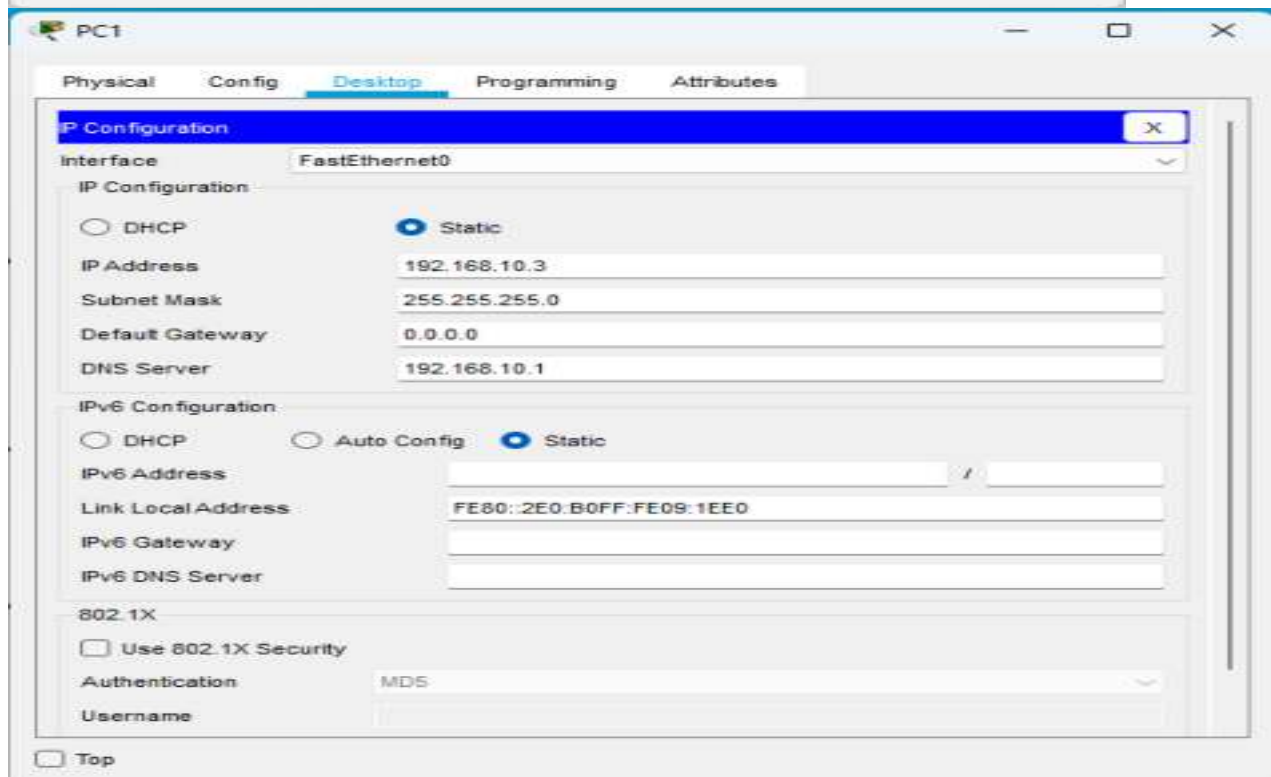 PC1
Physical Config Desktop Programming Attributes
IP Configuration X
Interface FastEthernet0
IP Configuration
DHCP Static
IP Address 192.168.10.3
Subnet Mask 255.255.255.0
Default Gateway 0.0.0.0
DNS Server 192.168.10.1
IPv6 Configuration
DHCP Auto Config Static
IPv6 Address /
Link Local Address FE80::2E0:B0FF:FE09:1EE0
IPv6 Gateway
IPv6 DNS Server
802.1X
Use 802.1X Security
Authentication MD5
Username
Top